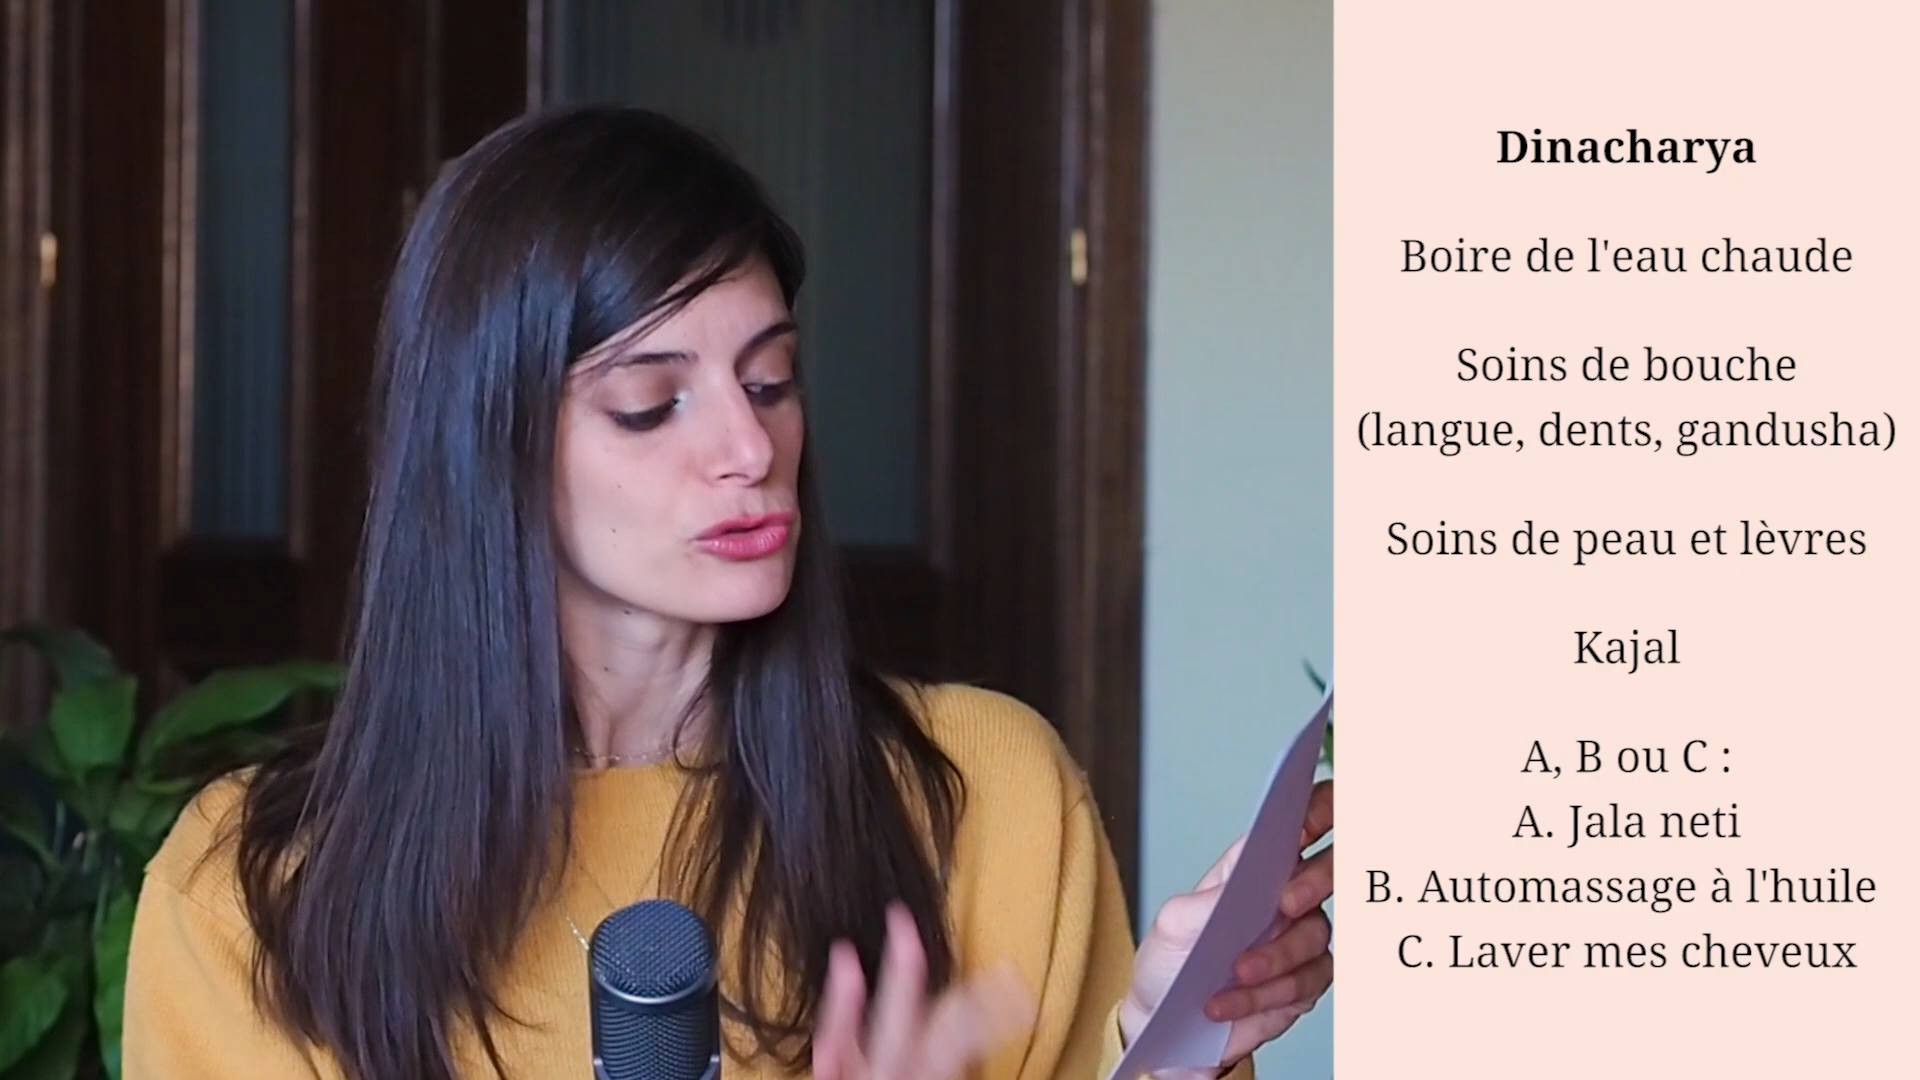 Dinacharya
Boire de l'eau chaude
Soins de bouche
(langue, dents, gandusha)
Soins de peau et lèvres
Kajal
A, B ou C :
A. Jala neti
B. Automassage à l'huile
C. Laver mes cheveux